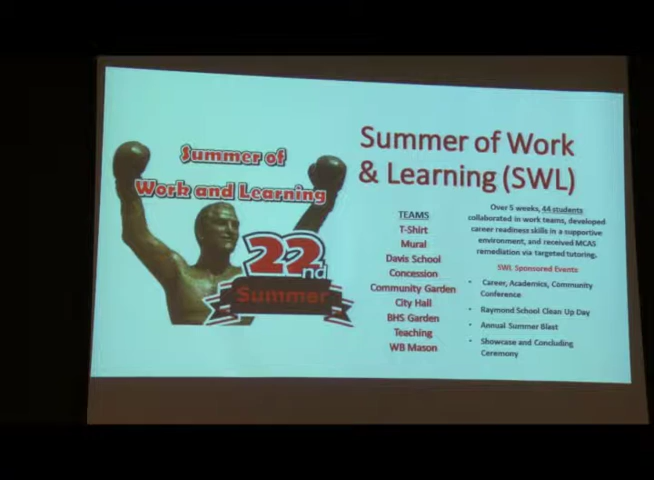 Summer of
Work and Learning
22nd
Summer
Summer of Work
& Learning (SWL)
TEAMS
T-Shirt
Mural
Davis School
Concession
Community Garden
City Hall
BHS Garden
Teaching
WB Mason
Over 5 weeks, 44 students
collaborated in work teams, developed
career readiness skills in a supportive
environment, and received MCAS
remediation via targeted tutoring.
SWL Sponsored Events
• Career, Academics, Community
Conference
• Raymond School Clean Up Day
• Annual Summer Blast
• Showcase and Concluding
Ceremony